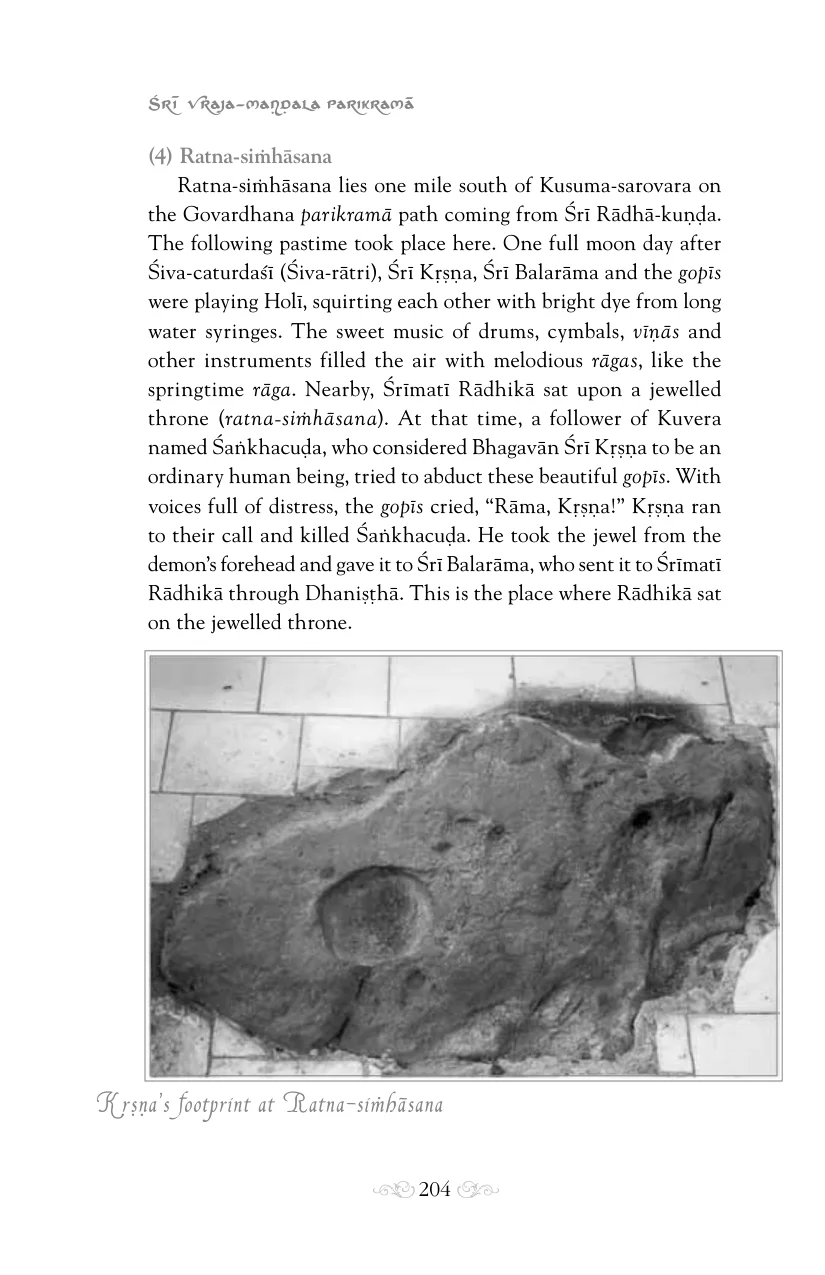 Śrī Vraja-maṇḍala Parikramā
(4) Ratna-siṁhāsana
Ratna-siṁhāsana lies one mile south of Kusuma-sarovara on
the Govardhana parikramā path coming from Śrī Rādhā-kuṇḍa.
The following pastime took place here. One full moon day after
Śiva-caturdaśī (Śiva-rātri), Śrī Kṛṣṇa, Śrī Balarāma and the gopīs
were playing Holī, squirting each other with bright dye from long
water syringes. The sweet music of drums, cymbals, vīṇās and
other instruments filled the air with melodious rāgas, like the
springtime rāga. Nearby, Śrīmatī Rādhikā sat upon a jewelled
throne (ratna-siṁhāsana). At that time, a follower of Kuvera
named Śaṅkhacuḍa, who considered Bhagavān Śrī Kṛṣṇa to be an
ordinary human being, tried to abduct these beautiful gopīs. With
voices full of distress, the gopīs cried, “Rāma, Kṛṣṇa!” Kṛṣṇa ran
to their call and killed Śaṅkhacuḍa. He took the jewel from the
demon’s forehead and gave it to Śrī Balarāma, who sent it to Śrīmatī
Rādhikā through Dhaniṣṭhā. This is the place where Rādhikā sat
on the jewelled throne.
Kṛṣṇa’s footprint at Ratna-siṁhāsana
204